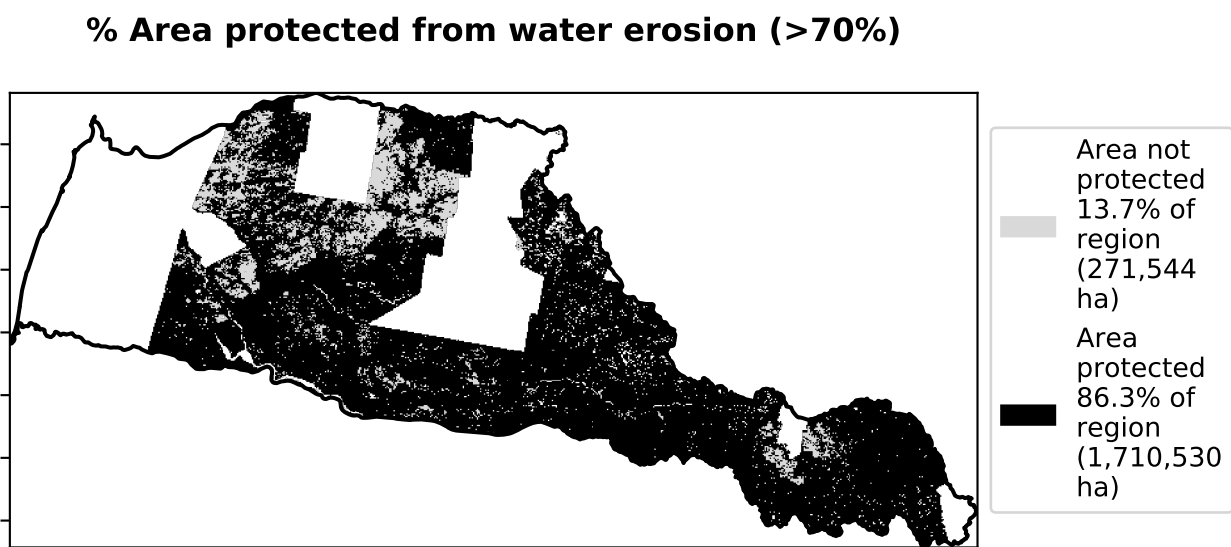 % Area protected from water erosion (>70%)
Area not
protected
13.7% of
region
(271,544
ha)
Area
protected
86.3% of
region
(1,710,530
ha)